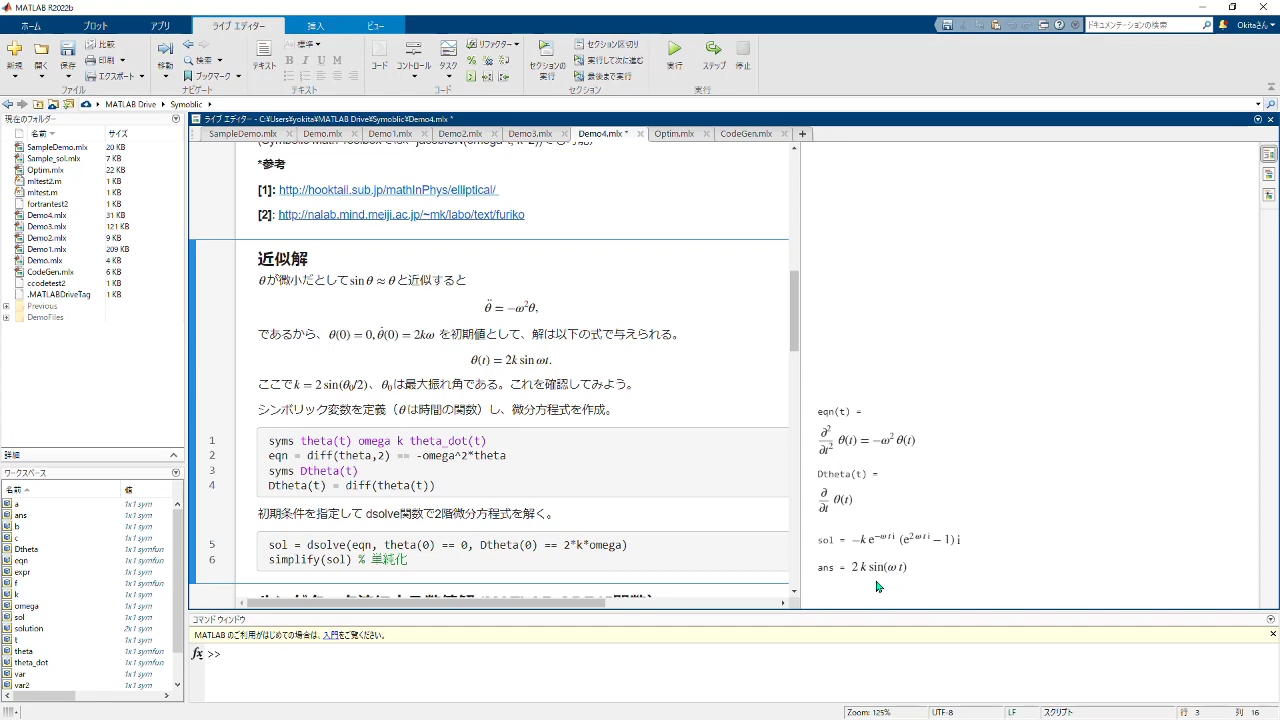 MATLAB R2022b
ホーム プロット アプリ ライブ エディター 挿入 ビュー
ドキュメンテーションの検索 Okitaさん
新規 開く 保存 比較 印刷 エクスポート
移動 検索 ブックマーク
テキスト 標準 B I U M
コード コントロール タスク リファクター
セクションの実行 セクション区切り 実行して次に進む 最後まで実行
実行 ステップ 停止
ファイル ナビゲート テキスト コード セクション 実行
MATLAB Drive Symoblic
現在のフォルダー
名前 サイズ
SampleDemo.mlx 20 KB
Sample_sol.mlx 7 KB
Optim.mlx 22 KB
mltest2.m 1 KB
mltest.m 1 KB
fortrantest2 1 KB
Demo4.mlx 31 KB
Demo3.mlx 121 KB
Demo2.mlx 9 KB
Demo1.mlx 209 KB
Demo.mlx 4 KB
CodeGen.mlx 6 KB
ccodetest2 1 KB
.MATLABDriveTag 1 KB
Previous
DemoFiles
詳細
ワークスペース
名前 値
a 1x1 sym
ans 1x1 sym
b 1x1 sym
c 1x1 sym
Dtheta 1x1 symfun
eqn 1x1 symfun
expr 1x1 sym
f 1x1 sym
k 1x1 sym
omega 1x1 sym
sol 1x1 sym
solution 2x1 sym
t 1x1 sym
theta 1x1 symfun
theta_dot 1x1 symfun
var 1x1 sym
var2 1x1 sym
ライブ エディター - C:¥Users¥yokita¥MATLAB Drive¥Symoblic¥Demo4.mlx *
SampleDemo.mlx Demo.mlx Demo1.mlx Demo2.mlx Demo3.mlx Demo4.mlx * Optim.mlx CodeGen.mlx
*参考
[1]: http://hooktail.sub.jp/mathInPhys/elliptical/
[2]: http://nalab.mind.meiji.ac.jp/~mk/labo/text/furiko
近似解
θが微小だとして sin θ ≈ θ と近似すると
θ̈ = −ω²θ,
であるから、θ(0) = 0, θ̇(0) = 2kω を初期値として、解は以下の式で与えられる。
θ(t) = 2k sin ωt.
ここで k = 2 sin(θ₀/2)、θ₀は最大振れ角である。これを確認してみよう。
シンボリック変数を定義（θは時間の関数）し、微分方程式を作成。
1 syms theta(t) omega k theta_dot(t)
2 eqn = diff(theta,2) == -omega^2*theta
3 syms Dtheta(t)
4 Dtheta(t) = diff(theta(t))
初期条件を指定して dsolve関数で2階微分方程式を解く。
5 sol = dsolve(eqn, theta(0) == 0, Dtheta(0) == 2*k*omega)
6 simplify(sol) % 単純化
eqn(t) =
∂²/∂t² θ(t) = −ω² θ(t)
Dtheta(t) =
∂/∂t θ(t)
sol = −k e^(−ω t i) (e^(2 ω t i) − 1) i
ans = 2 k sin(ω t)
コマンド ウィンドウ
MATLAB のご利用がはじめての場合は、入門をご覧ください。
fx >>
Zoom: 125% UTF-8 LF スクリプト 行 3 列 16